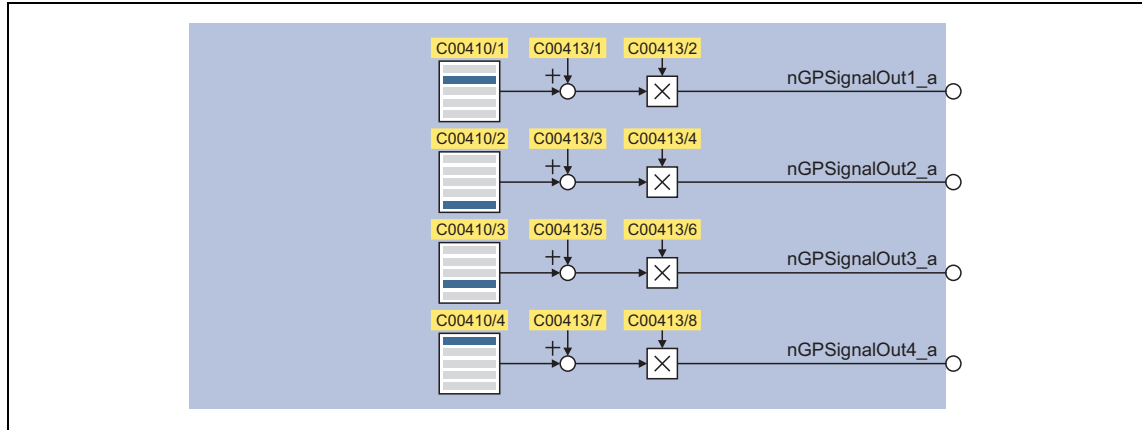 C00410/1 C00413/1 C00413/2
+
×
nGPSignalOut1_a
C00410/2 C00413/3 C00413/4
+
×
nGPSignalOut2_a
C00410/3 C00413/5 C00413/6
+
×
nGPSignalOut3_a
C00410/4 C00413/7 C00413/8
+
×
nGPSignalOut4_a